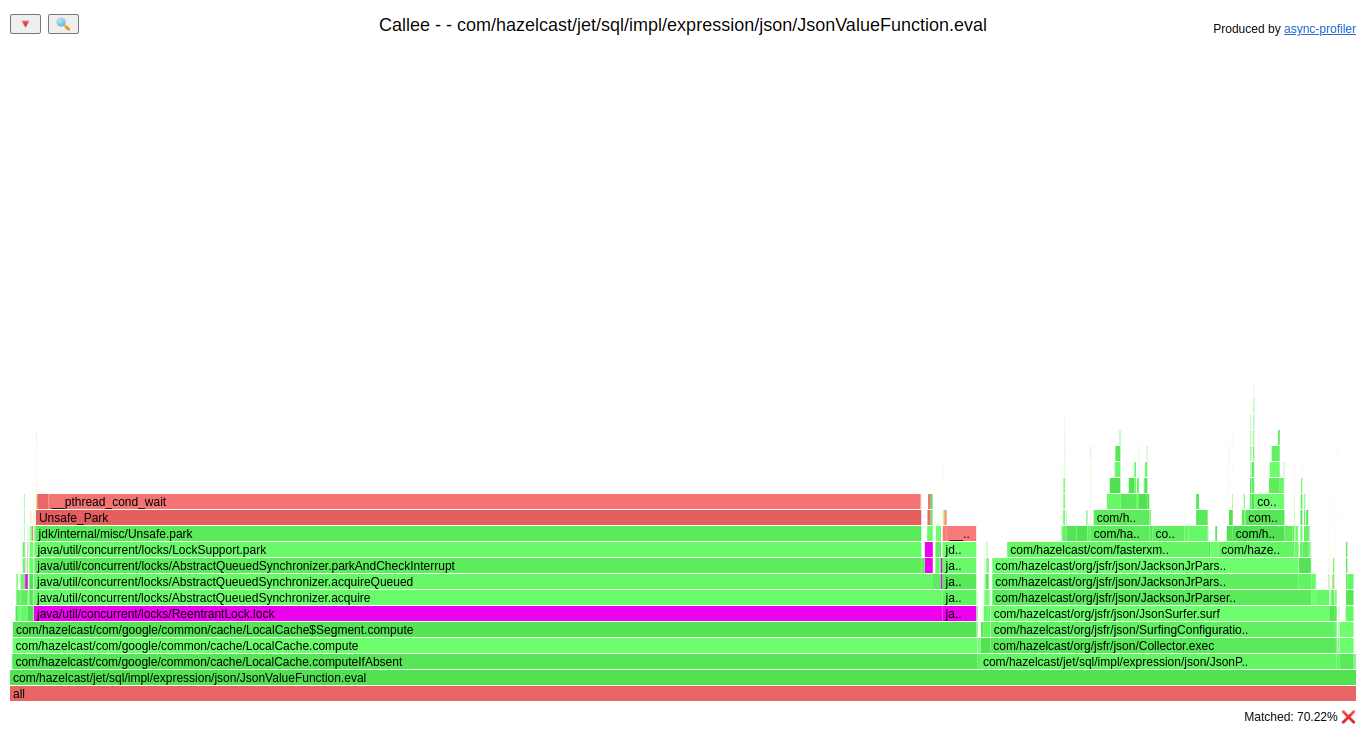 Callee - - com/hazelcast/jet/sql/impl/expression/json/JsonValueFunction.eval
Produced by async-profiler
co..
__pthread_cond_wait
com/h.. com..
Unsafe_Park
__.. com/ha.. co.. com/h..
jdk/internal/misc/Unsafe.park
java/util/concurrent/locks/LockSupport.park jd.. com/hazelcast/com/fasterxm.. com/haze..
java/util/concurrent/locks/AbstractQueuedSynchronizer.parkAndCheckInterrupt ja.. com/hazelcast/org/jsfr/json/JacksonJrPars..
java/util/concurrent/locks/AbstractQueuedSynchronizer.acquireQueued ja.. com/hazelcast/org/jsfr/json/JacksonJrPars..
java/util/concurrent/locks/AbstractQueuedSynchronizer.acquire ja.. com/hazelcast/org/jsfr/json/JacksonJrParser..
java/util/concurrent/locks/ReentrantLock.lock ja.. com/hazelcast/org/jsfr/json/JsonSurfer.surf
com/hazelcast/com/google/common/cache/LocalCache$Segment.compute com/hazelcast/org/jsfr/json/SurfingConfiguratio..
com/hazelcast/com/google/common/cache/LocalCache.compute com/hazelcast/org/jsfr/json/Collector.exec
com/hazelcast/com/google/common/cache/LocalCache.computeIfAbsent com/hazelcast/jet/sql/impl/expression/json/JsonP..
com/hazelcast/jet/sql/impl/expression/json/JsonValueFunction.eval
all
Matched: 70.22%